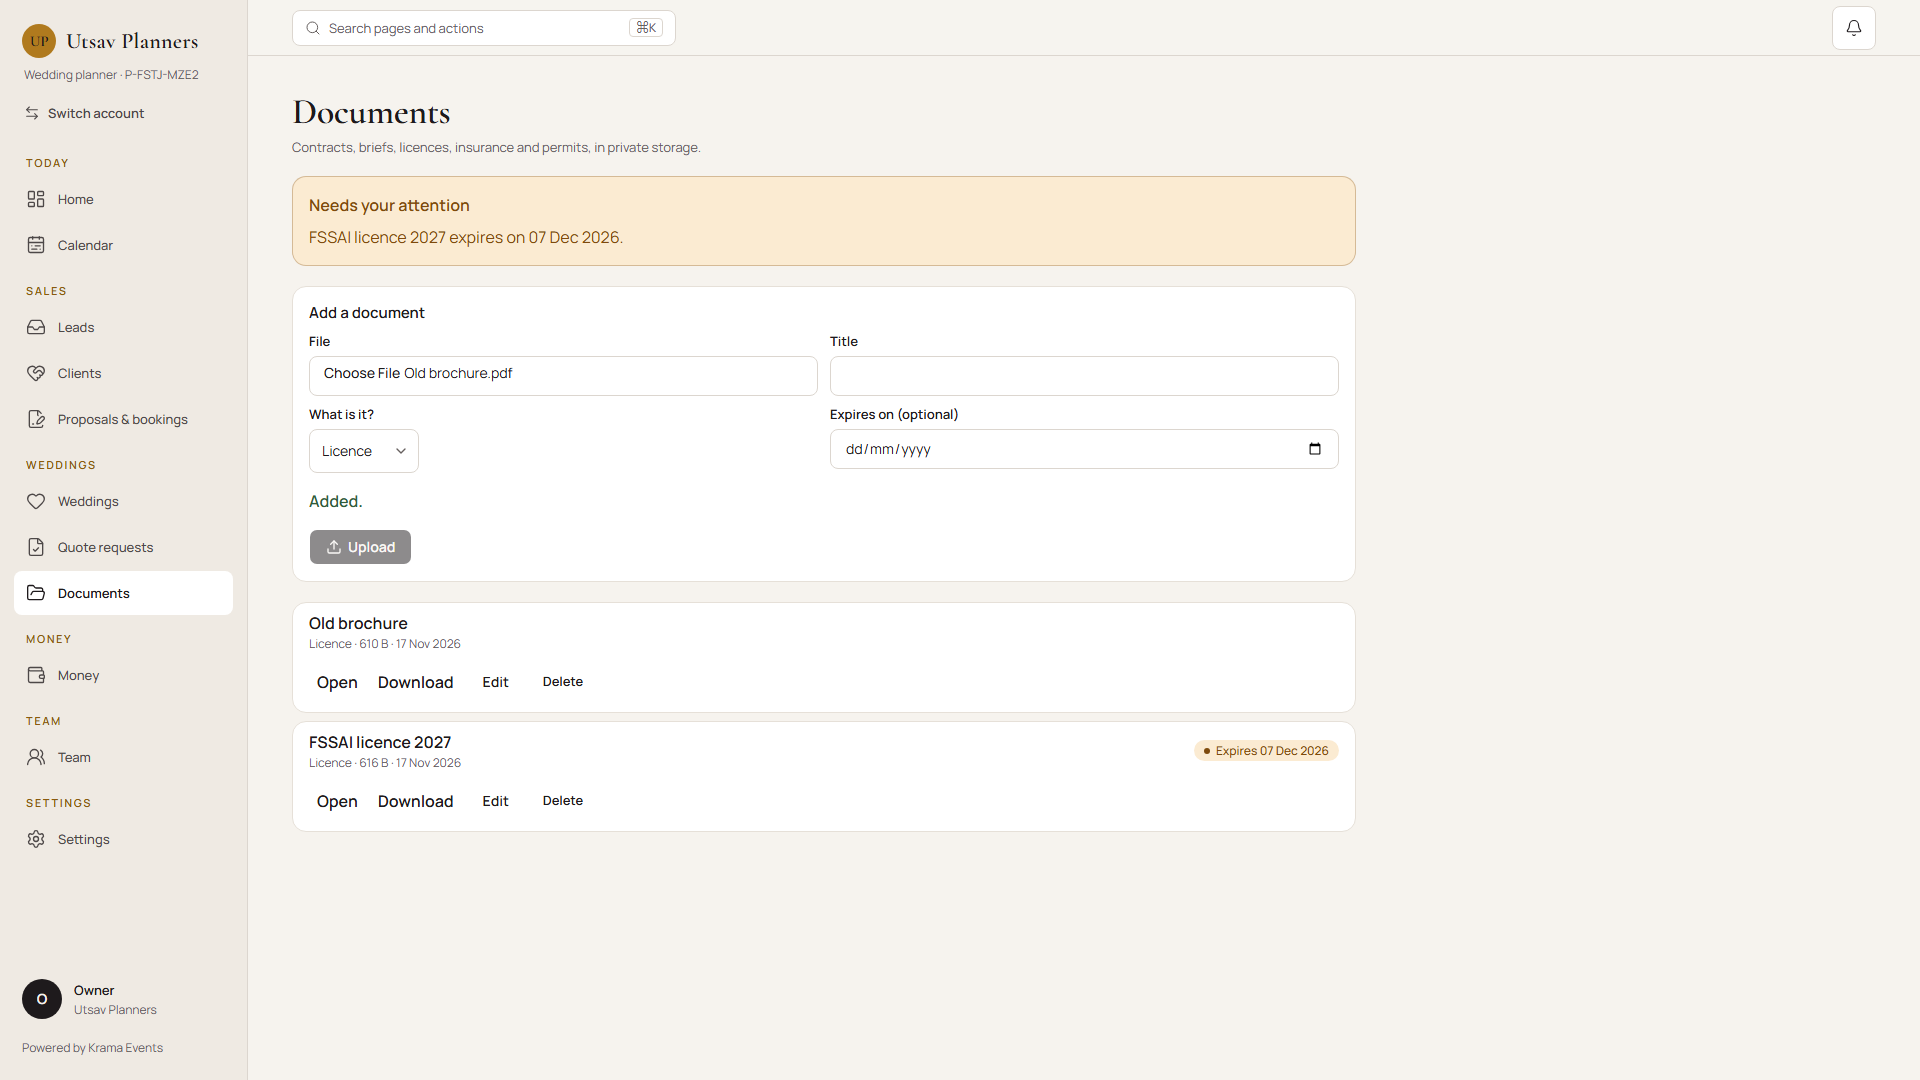 UP Utsav Planners
Wedding planner · P-FSTJ-MZE2
Switch account
TODAY
Home
Calendar
SALES
Leads
Clients
Proposals & bookings
WEDDINGS
Weddings
Quote requests
Documents
MONEY
Money
TEAM
Team
SETTINGS
Settings
O Owner
Utsav Planners
Powered by Krama Events
Search pages and actions ⌘K
Documents
Contracts, briefs, licences, insurance and permits, in private storage.
Needs your attention
FSSAI licence 2027 expires on 07 Dec 2026.
Add a document
File
Choose File Old brochure.pdf
Title
What is it?
Licence
Expires on (optional)
dd/mm/yyyy
Added.
Upload
Old brochure
Licence · 610 B · 17 Nov 2026
Open Download Edit Delete
FSSAI licence 2027
Licence · 616 B · 17 Nov 2026
Expires 07 Dec 2026
Open Download Edit Delete